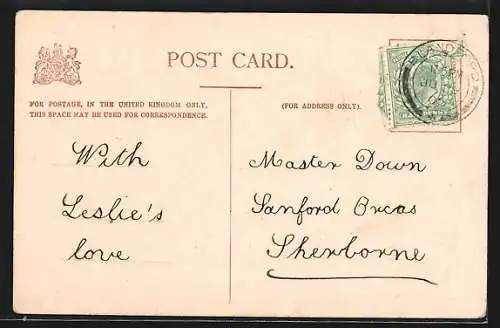 POST CARD.
FOR POSTAGE, IN THE UNITED KINGDOM ONLY,
THIS SPACE MAY BE USED FOR CORRESPONDENCE.
(FOR ADDRESS ONLY).
With
Leslie's
love
Master Down
Sanford Orcas
Sherborne